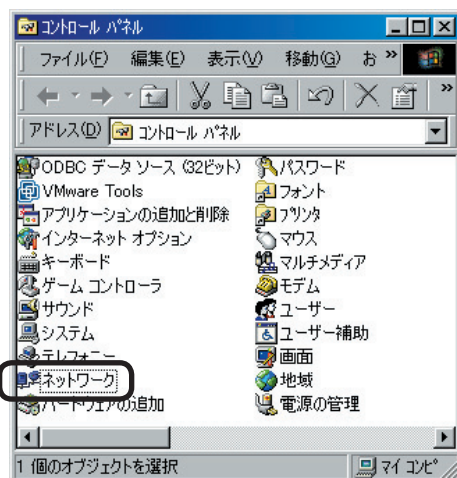 コントロール パネル
ファイル(F) 編集(E) 表示(V) 移動(G) お »
»
アドレス(D) コントロール パネル
ODBC データ ソース (32ビット)
VMware Tools
アプリケーションの追加と削除
インターネット オプション
キーボード
ゲーム コントローラ
サウンド
システム
テレフォニー
ネットワーク
ハードウェアの追加
パスワード
フォント
プリンタ
マウス
マルチメディア
モデム
ユーザー
ユーザー補助
画面
地域
電源の管理
1 個のオブジェクトを選択
マイ コンピ